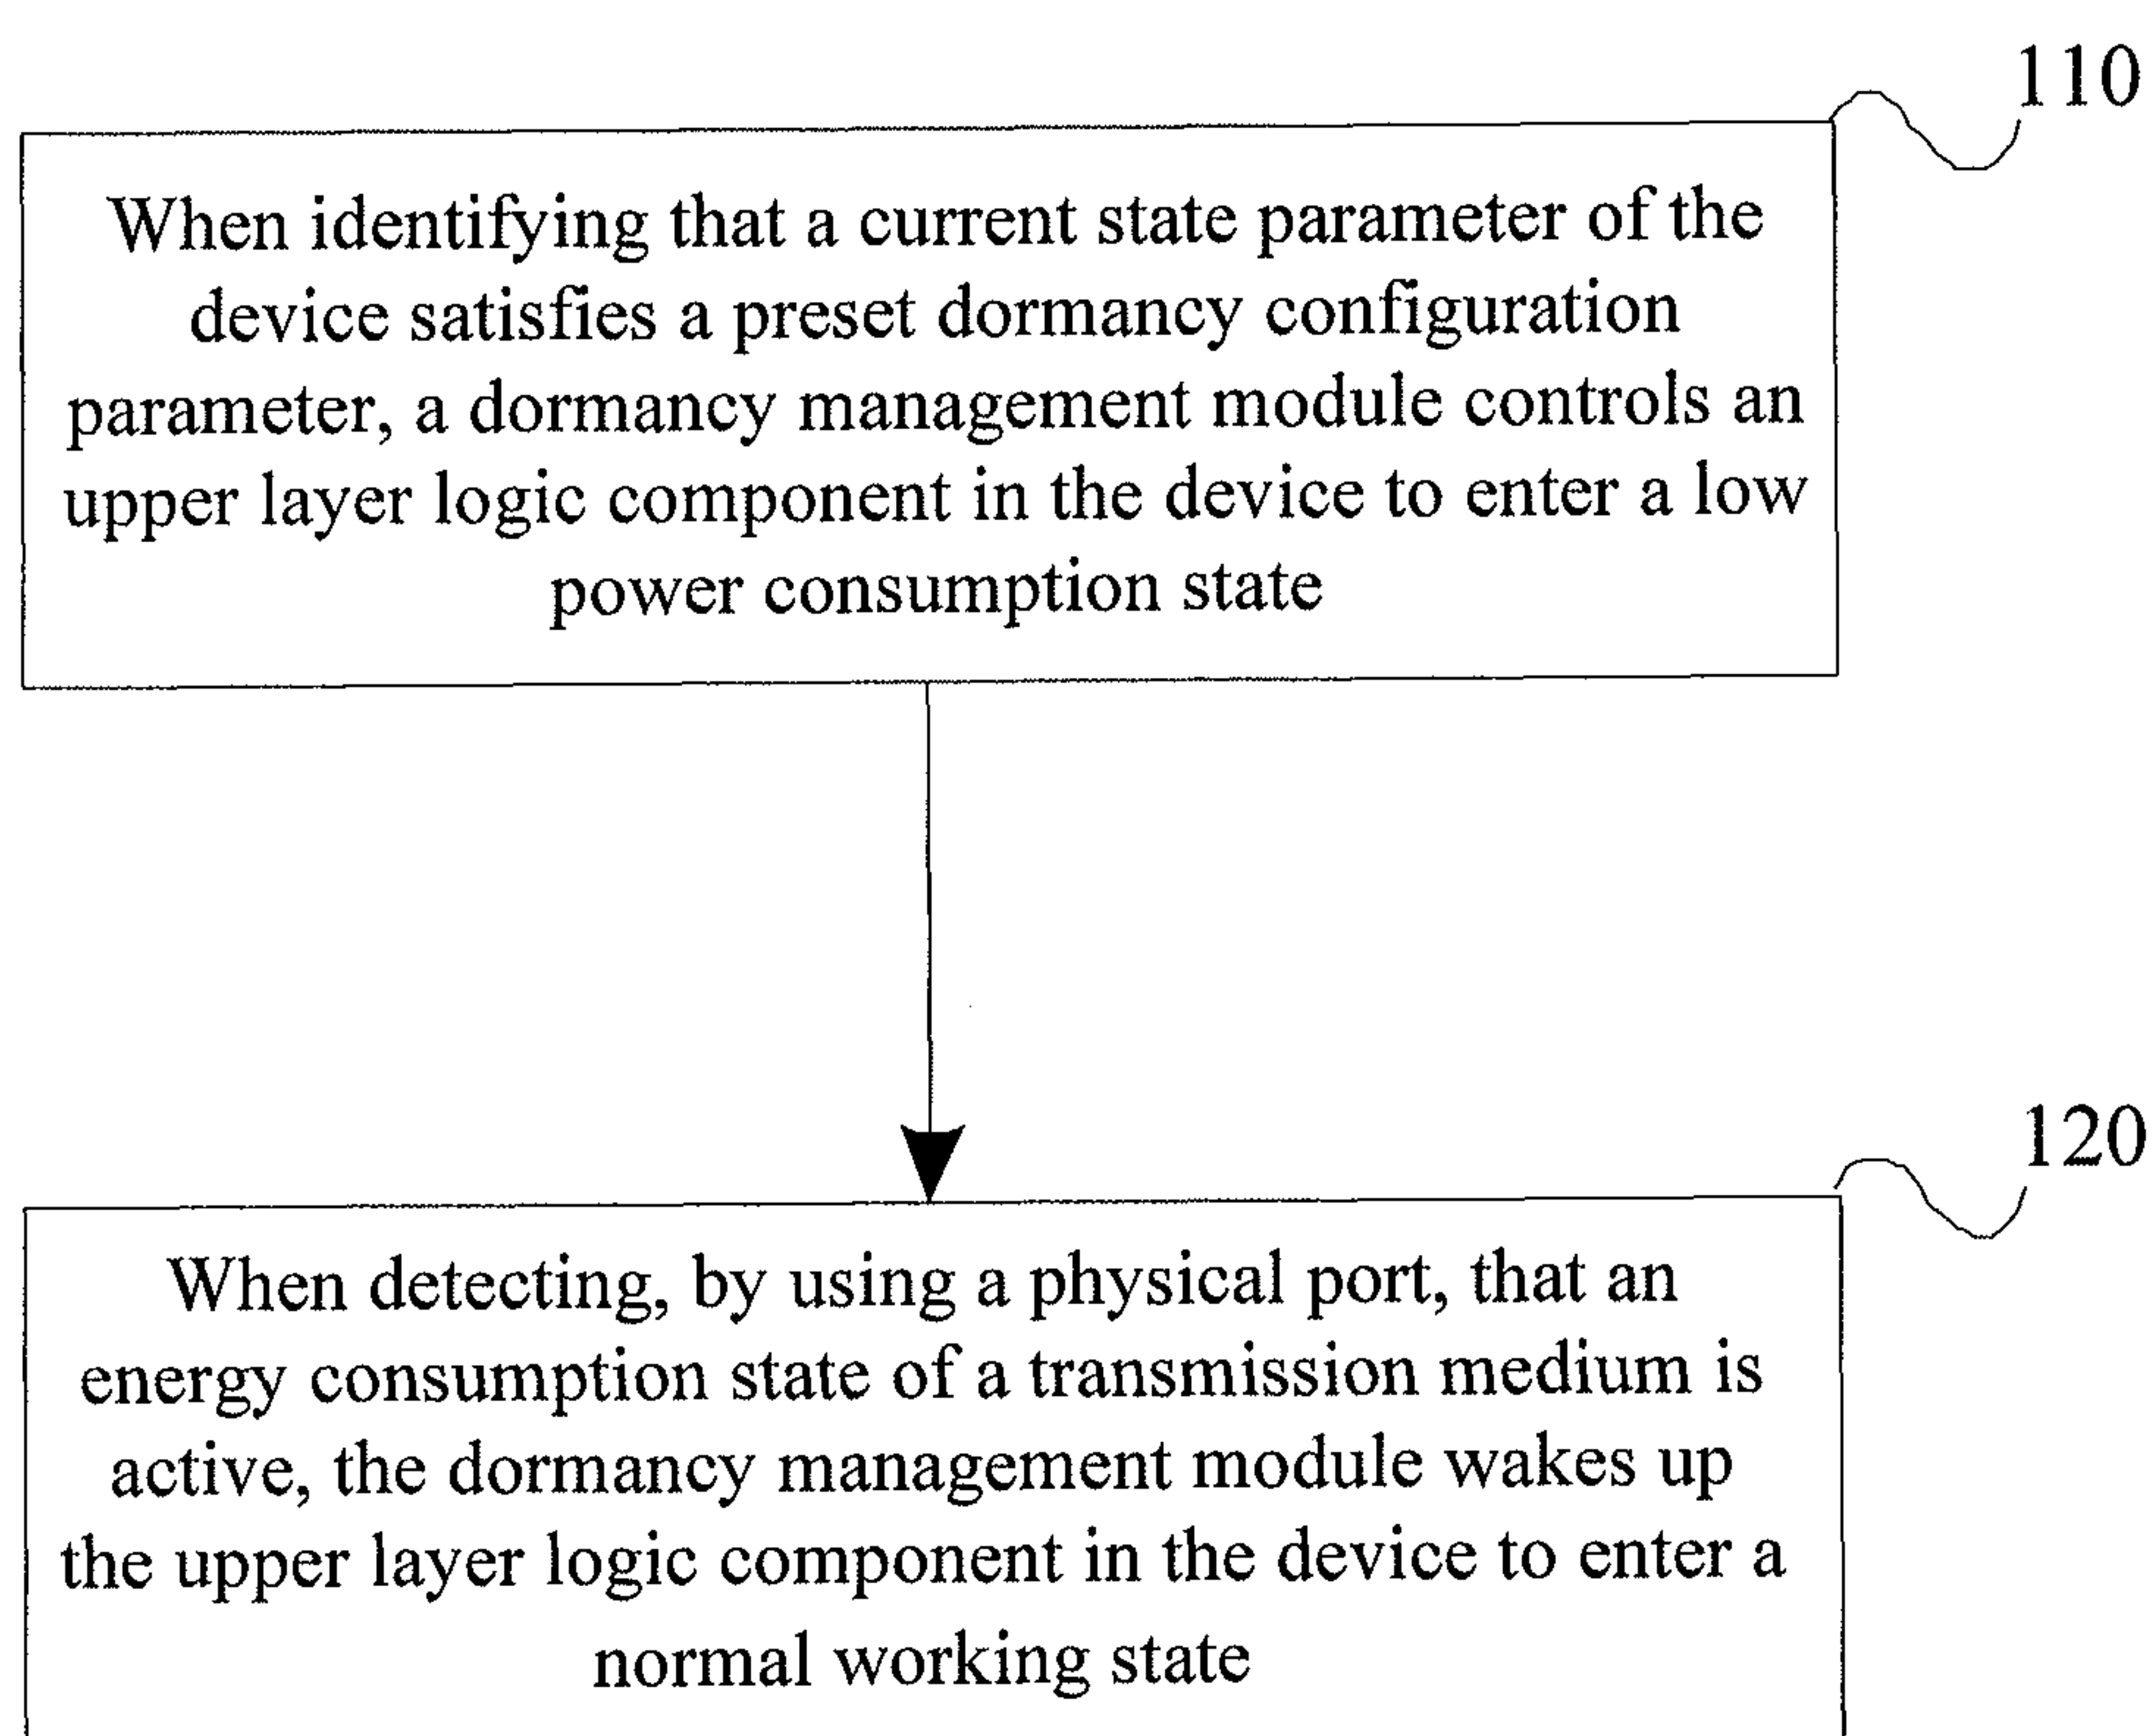 110
When identifying that a current state parameter of the
device satisfies a preset dormancy configuration
parameter, a dormancy management module controls an
upper layer logic component in the device to enter a low
power consumption state
120
When detecting, by using a physical port, that an
energy consumption state of a transmission medium is
active, the dormancy management module wakes up
the upper layer logic component in the device to enter a
normal working state